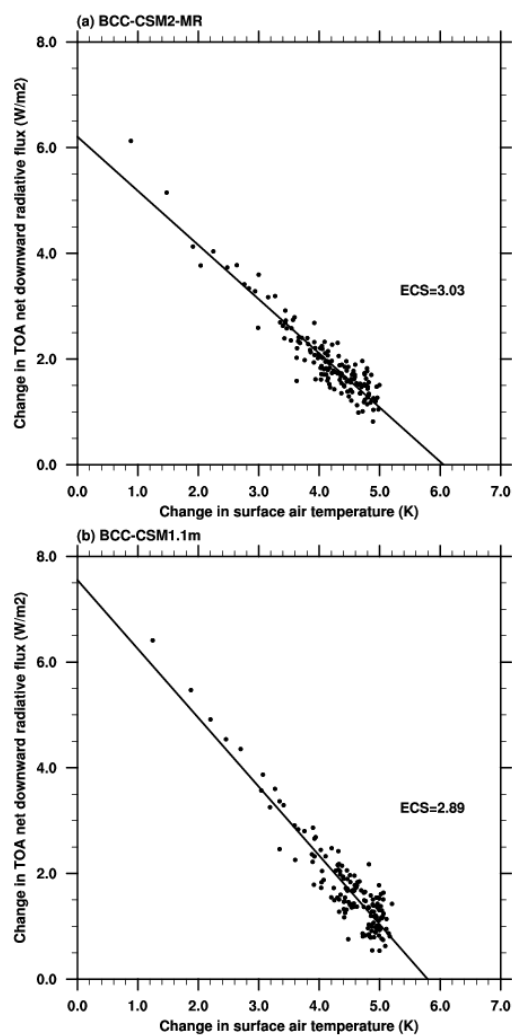 (a) BCC-CSM2-MR
8.0
6.0
4.0
2.0
0.0
Change in TOA net downward radiative flux (W/m2)
ECS=3.03
0.0 1.0 2.0 3.0 4.0 5.0 6.0 7.0
Change in surface air temperature (K)
(b) BCC-CSM1.1m
8.0
6.0
4.0
2.0
0.0
Change in TOA net downward radiative flux (W/m2)
ECS=2.89
0.0 1.0 2.0 3.0 4.0 5.0 6.0 7.0
Change in surface air temperature (K)